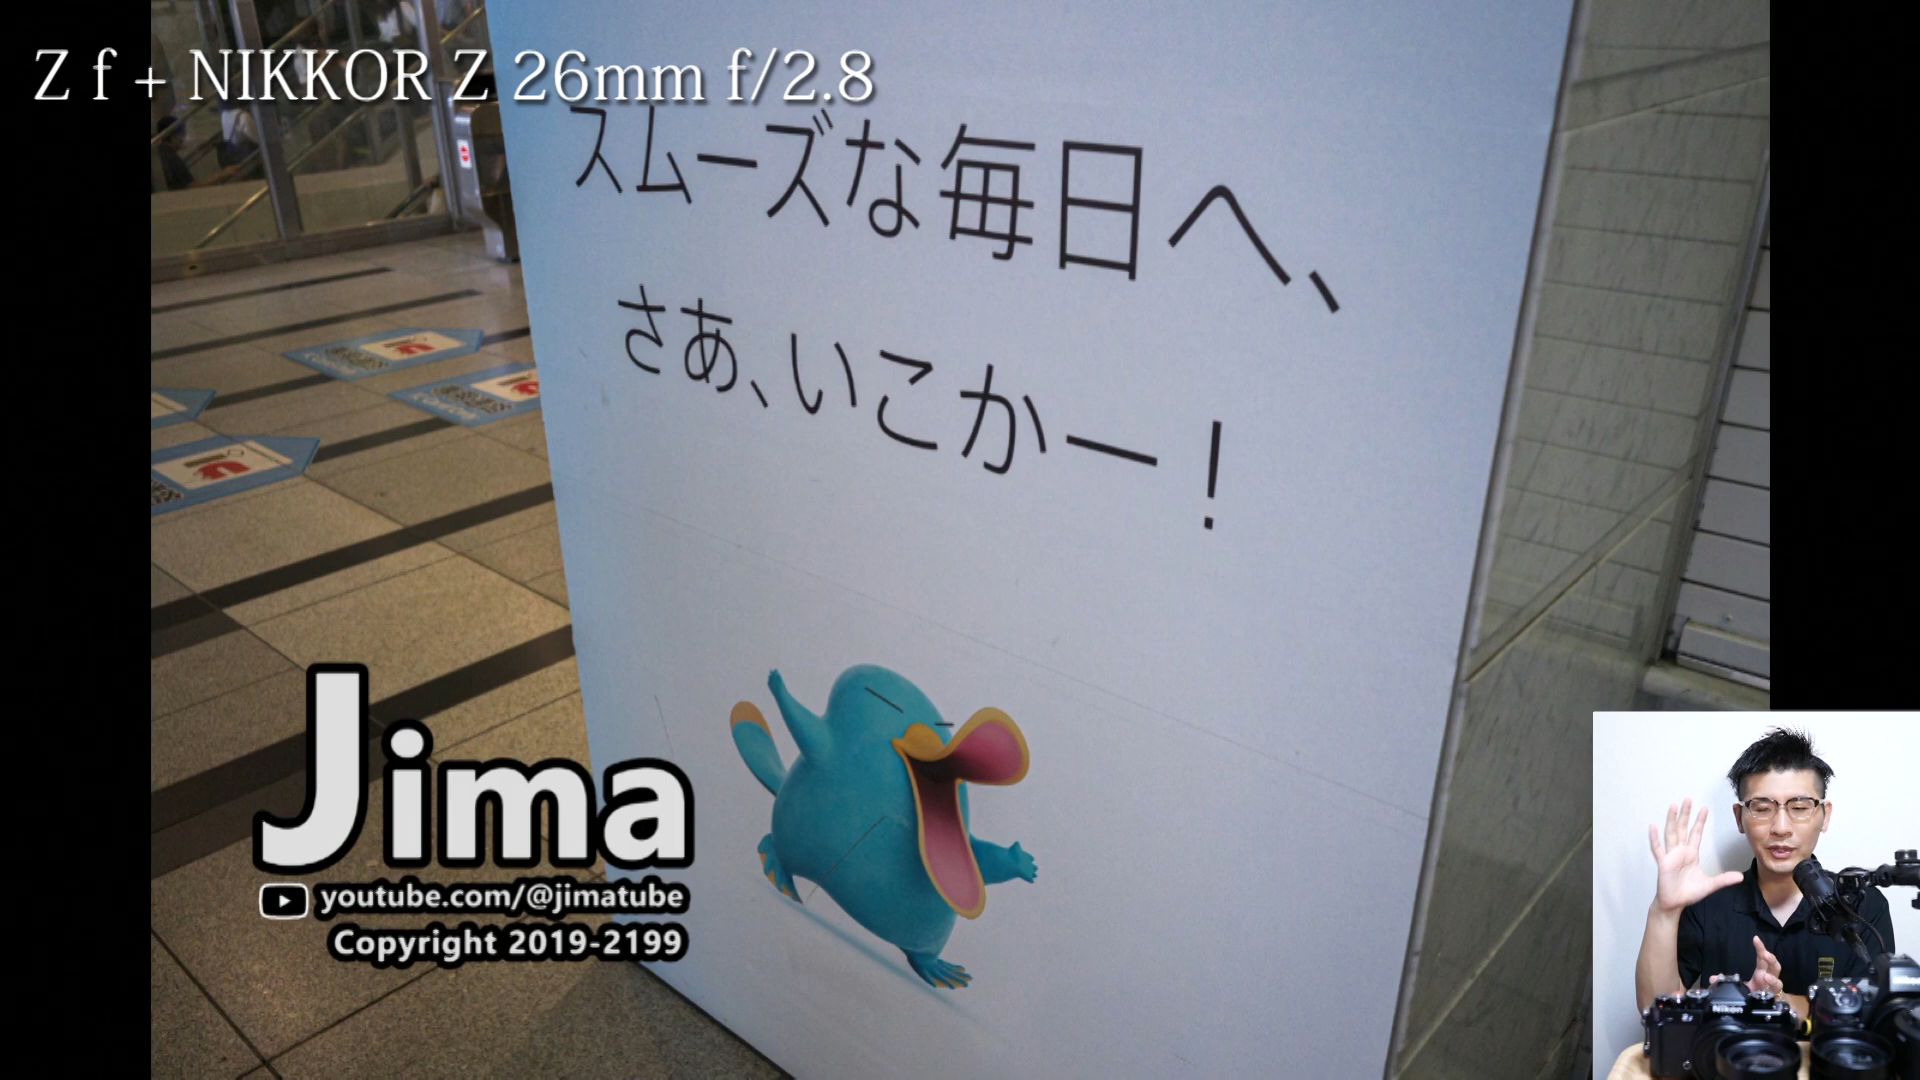 Z f + NIKKOR Z 26mm f/2.8
スムーズな毎日へ、
さあ、いこかー！
Jima
youtube.com/@jimatube
Copyright 2019-2199
Nikon